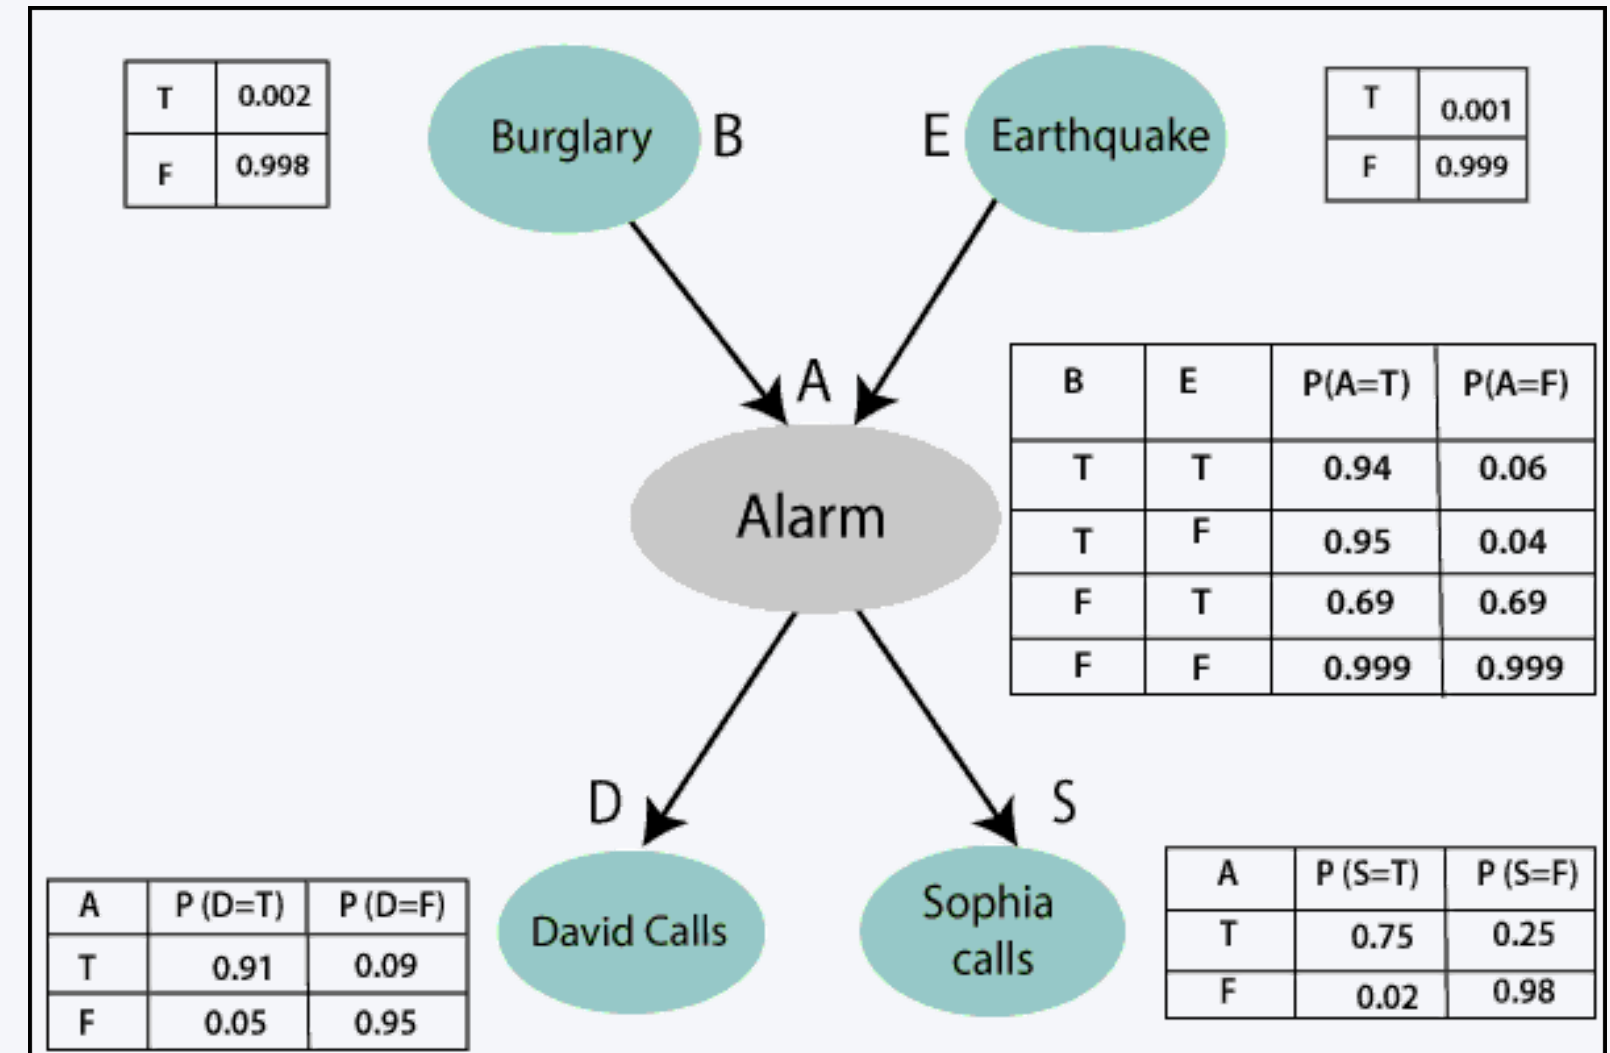 T 0.002
F 0.998
Burglary B
E Earthquake
T 0.001
F 0.999
A
Alarm
B E P(A=T) P(A=F)
T T 0.94 0.06
T F 0.95 0.04
F T 0.69 0.69
F F 0.999 0.999
D
S
A P (D=T) P (D=F)
T 0.91 0.09
F 0.05 0.95
David Calls
Sophia
calls
A P (S=T) P (S=F)
T 0.75 0.25
F 0.02 0.98